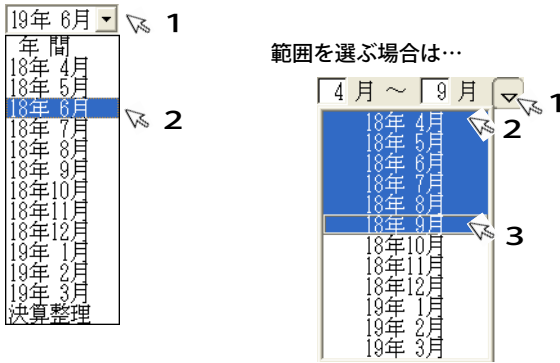 19年 6月 1
年 間
18年 4月
18年 5月
18年 6月
2
18年 7月
18年 8月
18年 9月
18年10月
18年11月
18年12月
19年 1月
19年 2月
19年 3月
決算整理
範囲を選ぶ場合は…
4 月 ～ 9 月 1
18年 4月
2
18年 5月
18年 6月
18年 7月
18年 8月
18年 9月
3
18年10月
18年11月
18年12月
19年 1月
19年 2月
19年 3月